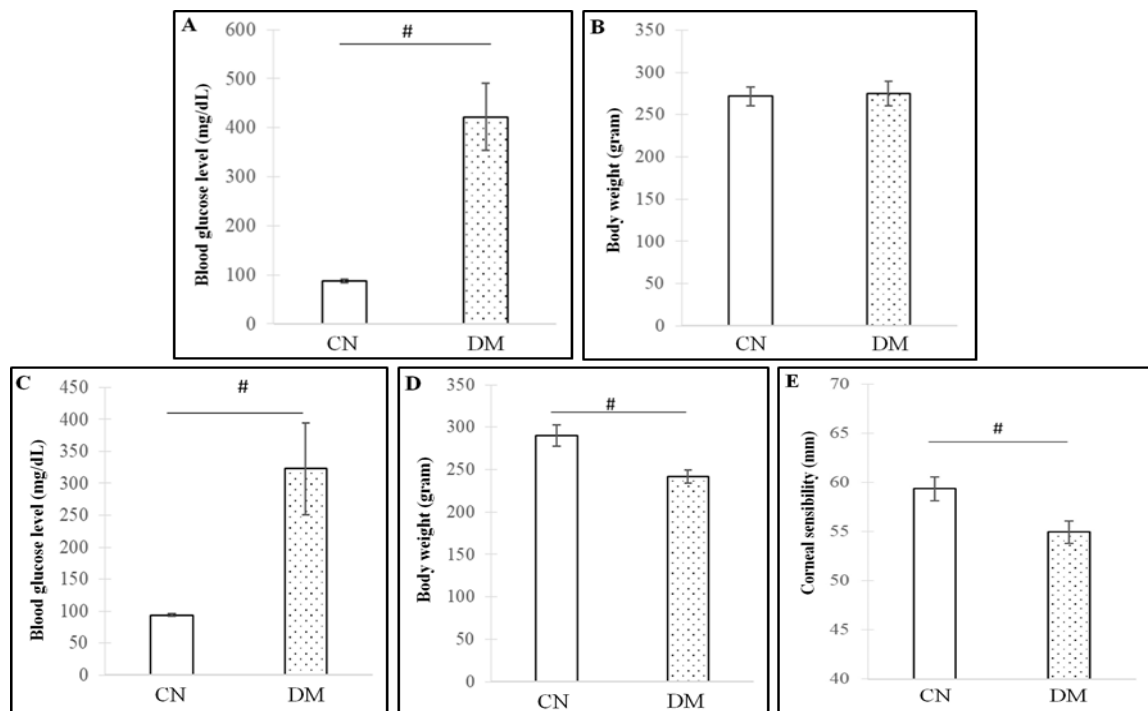 A
#
Blood glucose level (mg/dL)
600
500
400
300
200
100
0
CN DM
B
Body weight (gram)
350
300
250
200
150
100
50
0
CN DM
C
#
Blood glucose level (mg/dL)
450
400
350
300
250
200
150
100
50
0
CN DM
D
#
Body weight (gram)
350
300
250
200
150
100
50
0
CN DM
E
#
Corneal sensibility (mm)
70
65
60
55
50
45
40
CN DM